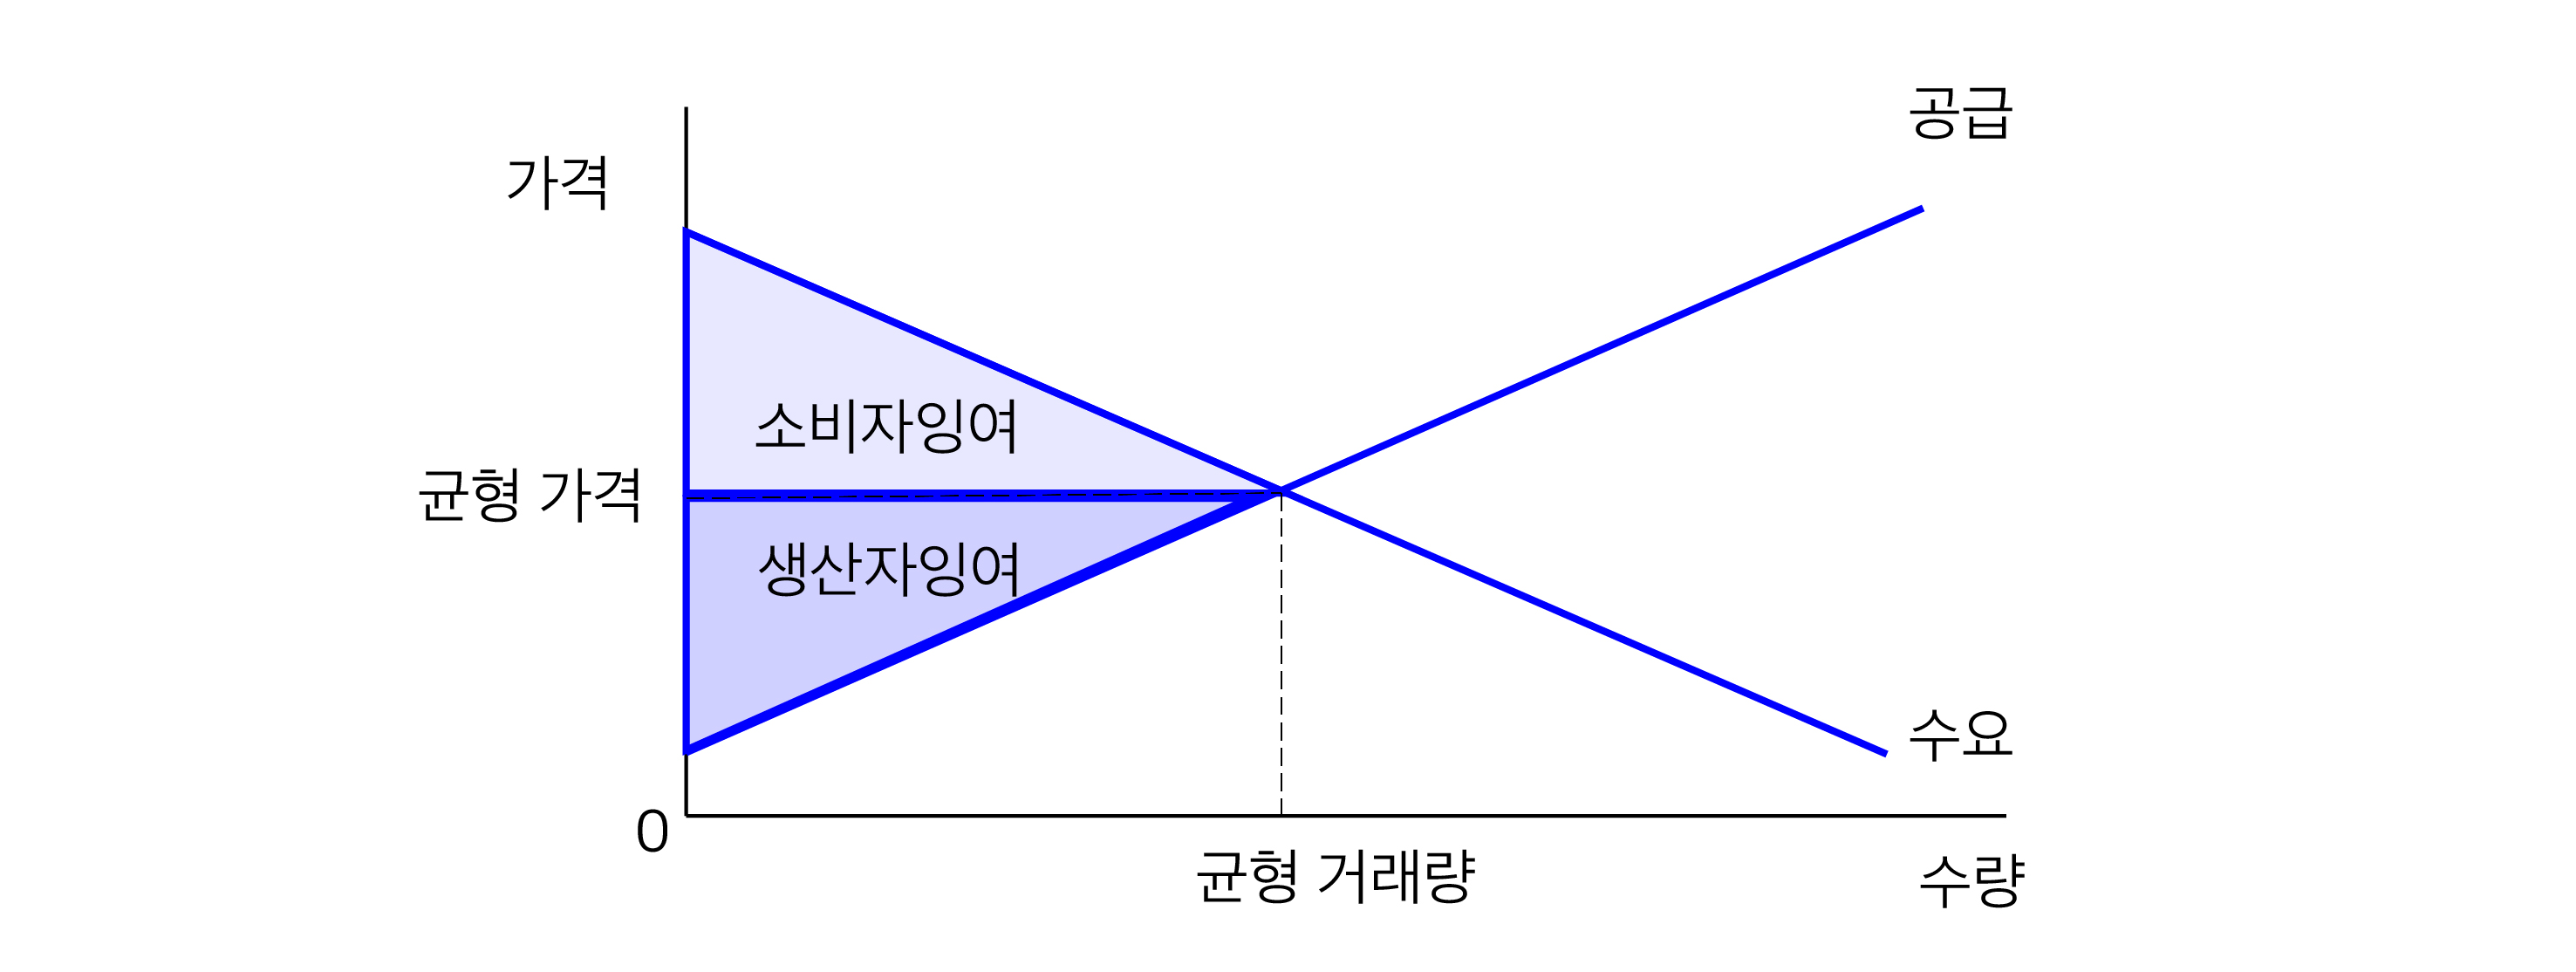 공급
가격
소비자잉여
균형 가격
생산자잉여
수요
0
균형 거래량
수량